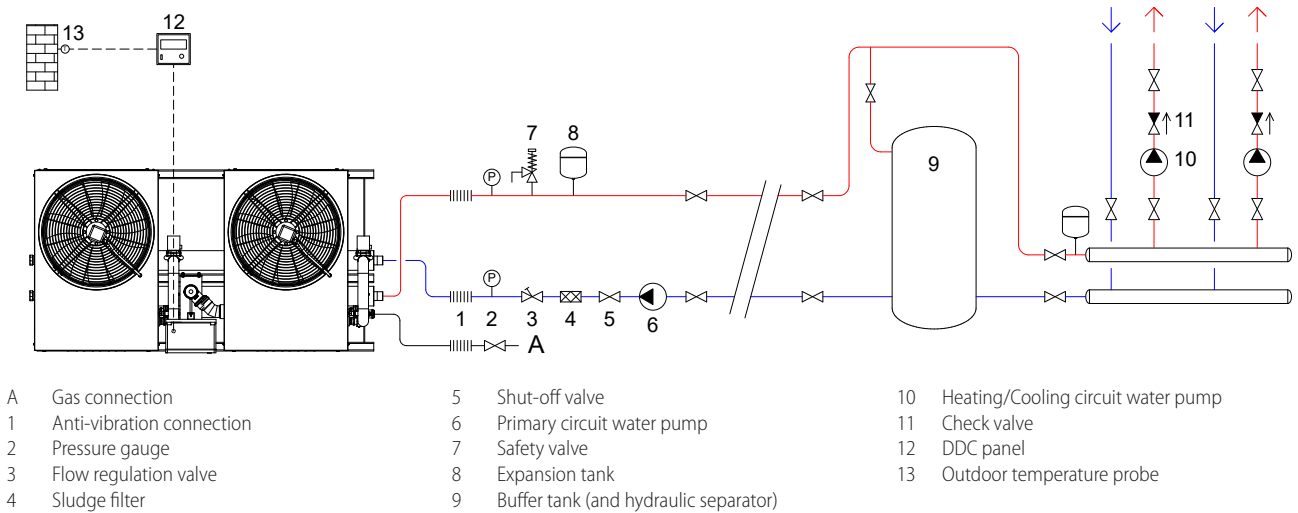 13
12
7
8
P
9
11
10
P
1
2
3
4
5
6
A
A Gas connection
1 Anti-vibration connection
2 Pressure gauge
3 Flow regulation valve
4 Sludge filter
5 Shut-off valve
6 Primary circuit water pump
7 Safety valve
8 Expansion tank
9 Buffer tank (and hydraulic separator)
10 Heating/Cooling circuit water pump
11 Check valve
12 DDC panel
13 Outdoor temperature probe